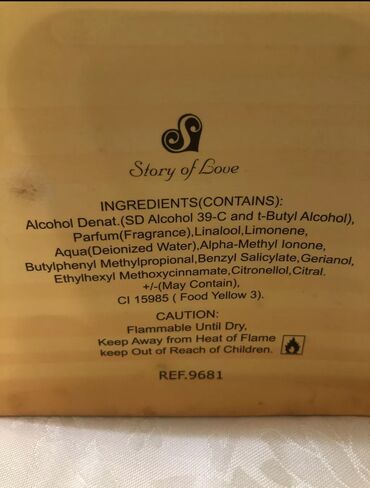 Story of Love
INGREDIENTS(CONTAINS):
Alcohol Denat.(SD Alcohol 39-C and t-Butyl Alcohol),
Parfum(Fragrance),Linalool,Limonene,
Aqua(Deionized Water),Alpha-Methyl Ionone,
Butylphenyl Methylpropional,Benzyl Salicylate,Gerianol,
Ethylhexyl Methoxycinnamate,Citronellol,Citral.
+/-(May Contain),
CI 15985 ( Food Yellow 3).
CAUTION:
Flammable Until Dry,
Keep Away from Heat of Flame
keep Out of Reach of Children.
REF.9681